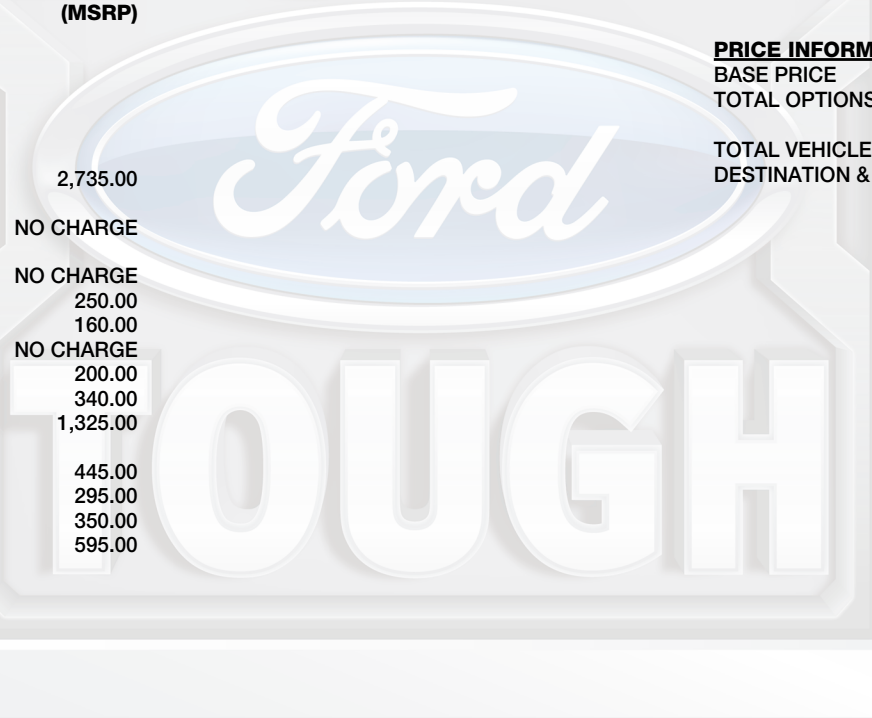 (MSRP)
2,735.00
NO CHARGE
NO CHARGE
250.00
160.00
NO CHARGE
200.00
340.00
1,325.00
445.00
295.00
350.00
595.00
PRICE INFORM
BASE PRICE
TOTAL OPTIONS
TOTAL VEHICLE
DESTINATION &
Ford
TOUGH